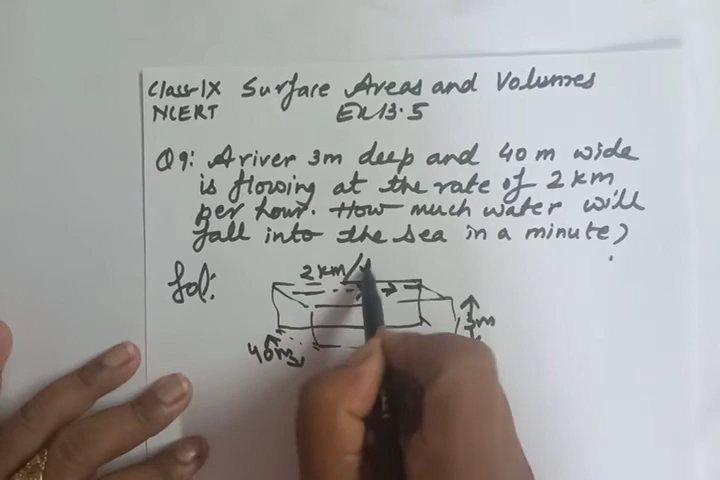 Class-IX Surface Areas and Volumes
NCERT Ex 13.5
Q9: A river 3m deep and 40m wide
is flowing at the rate of 2 km
per hour. How much water will
fall into the sea in a minute?
Sol:
2 km/
3m
40m